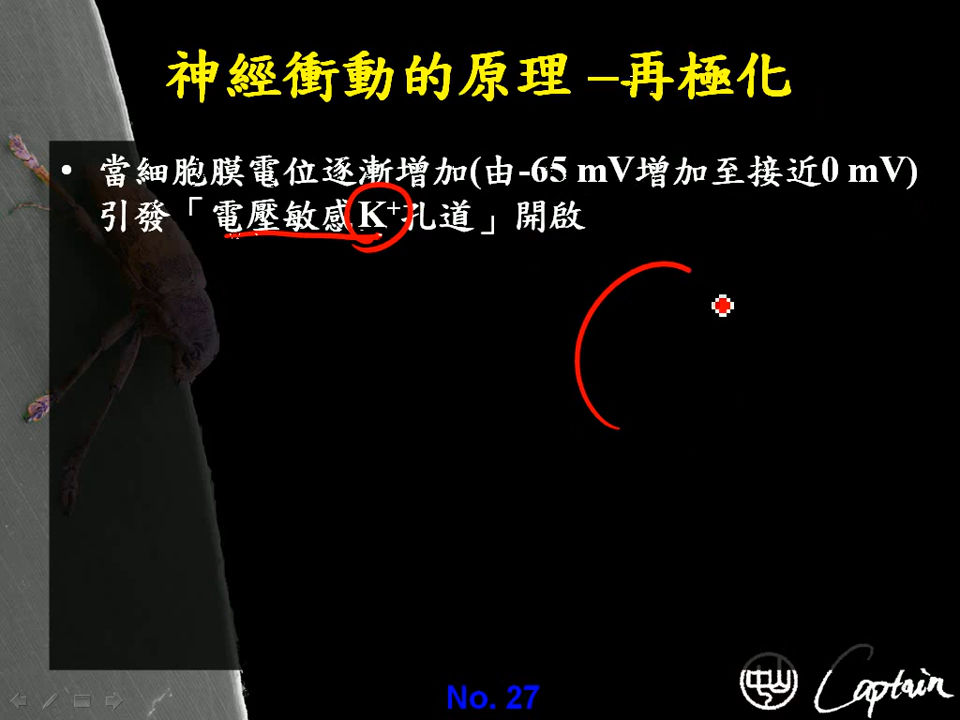 神經衝動的原理 –再極化
• 當細胞膜電位逐漸增加(由-65 mV增加至接近0 mV)
引發「電壓敏感K⁺孔道」開啟
No. 27
Captain